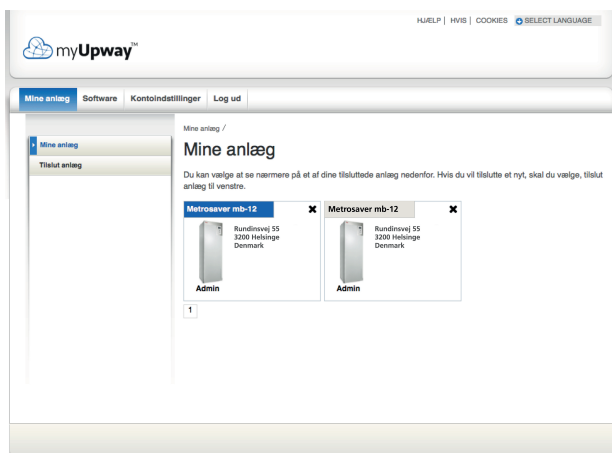 HJÆLP | HVIS | COOKIES SELECT LANGUAGE
myUpway™
Mine anlæg Software Kontoindstillinger Log ud
Mine anlæg /
Mine anlæg
Tilslut anlæg
Mine anlæg
Du kan vælge at se nærmere på et af dine tilsluttede anlæg nedenfor. Hvis du vil tilslutte et nyt, skal du vælge, tilslut
anlæg til venstre.
Metrosaver mb-12
Rundinsvej 55
3200 Helsinge
Denmark
Admin
Metrosaver mb-12
Rundinsvej 55
3200 Helsinge
Denmark
Admin
1